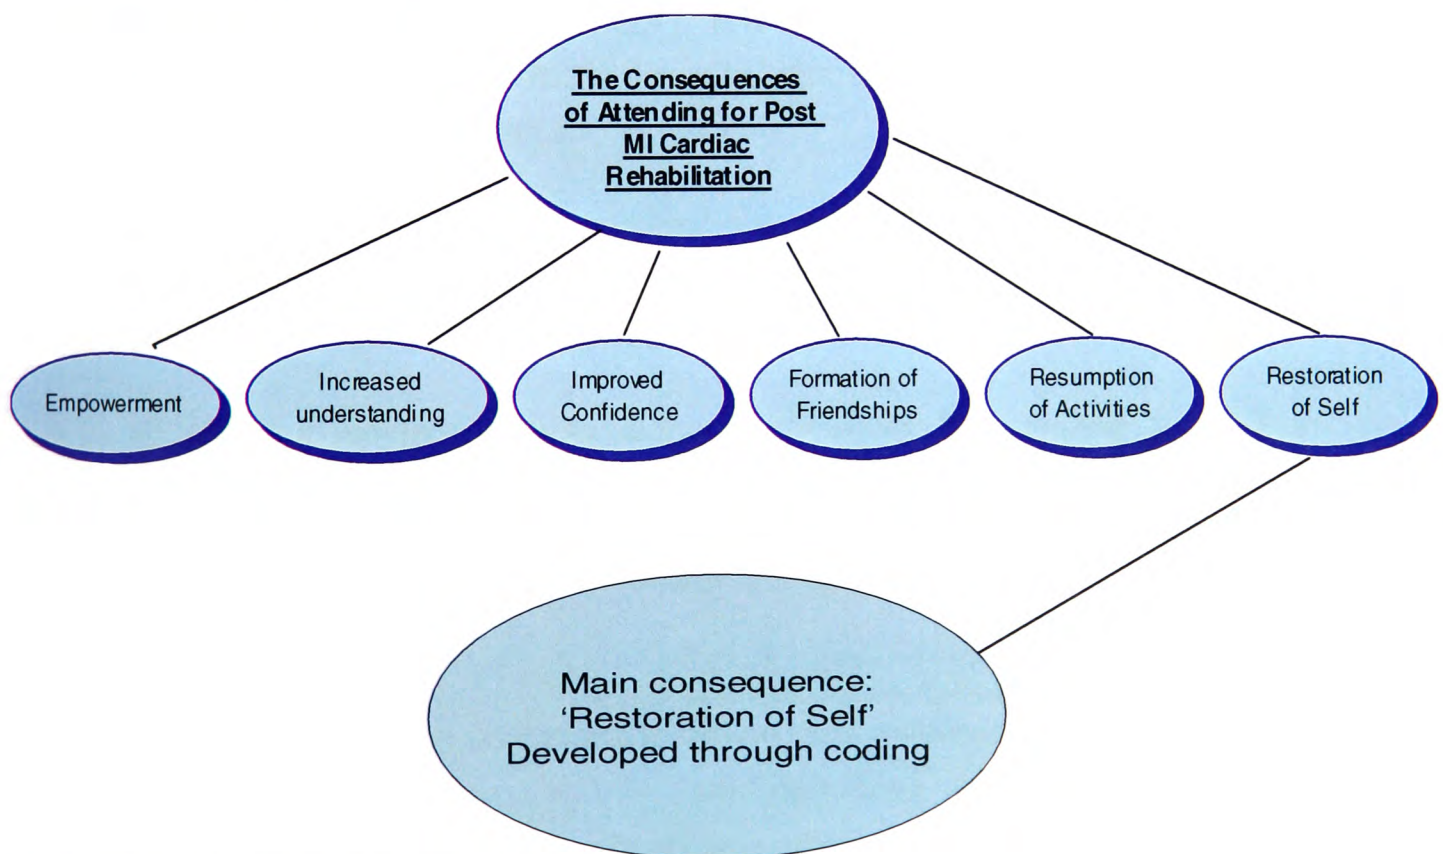 The Consequences
of Attending for Post
MI Cardiac
Rehabilitation
Empowerment
Increased
understanding
Improved
Confidence
Formation of
Friendships
Resumption
of Activities
Restoration
of Self
Main consequence:
‘Restoration of Self’
Developed through coding